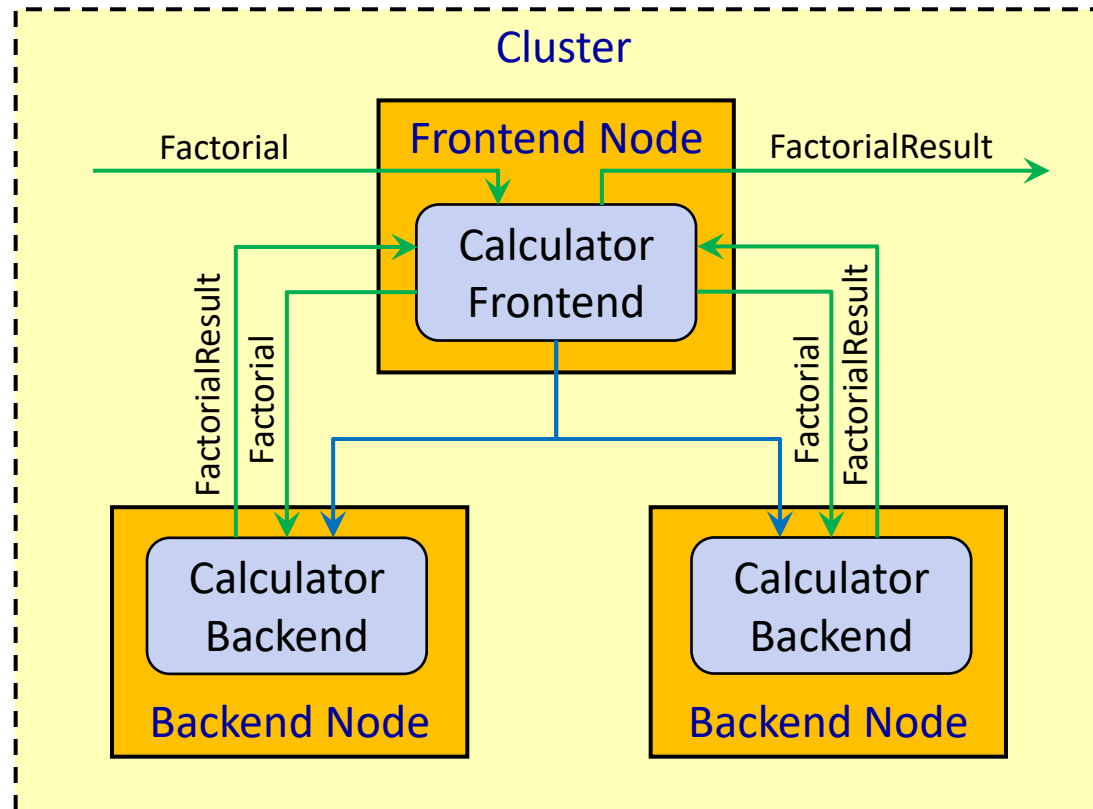 Cluster
Factorial
Frontend Node
FactorialResult
Calculator
Frontend
FactorialResult
Factorial
Factorial
FactorialResult
Calculator
Backend
Backend Node
Calculator
Backend
Backend Node